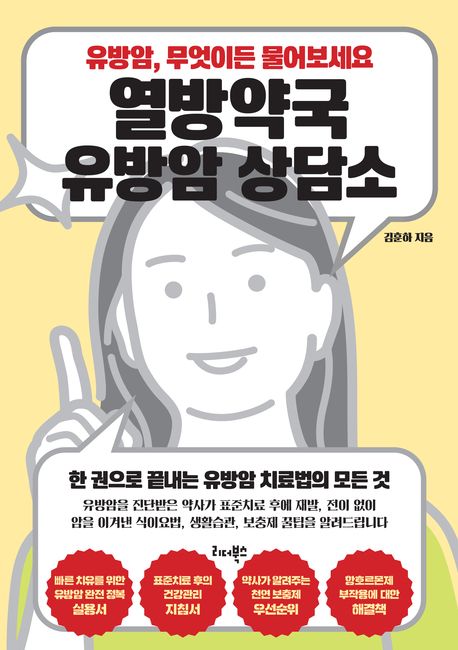 유방암, 무엇이든 물어보세요
열방약국
유방암 상담소
김훈하 지음
한 권으로 끝내는 유방암 치료법의 모든 것
유방암을 진단받은 약사가 표준치료 후에 재발, 전이 없이
암을 이겨낸 식이요법, 생활습관, 보충제 꿀팁을 알려드립니다
리더북스
빠른 치유를 위한
유방암 완전 정복
실용서
표준치료 후의
건강관리
지침서
약사가 알려주는
천연 보충제
우선순위
항호르몬제
부작용에 대한
해결책